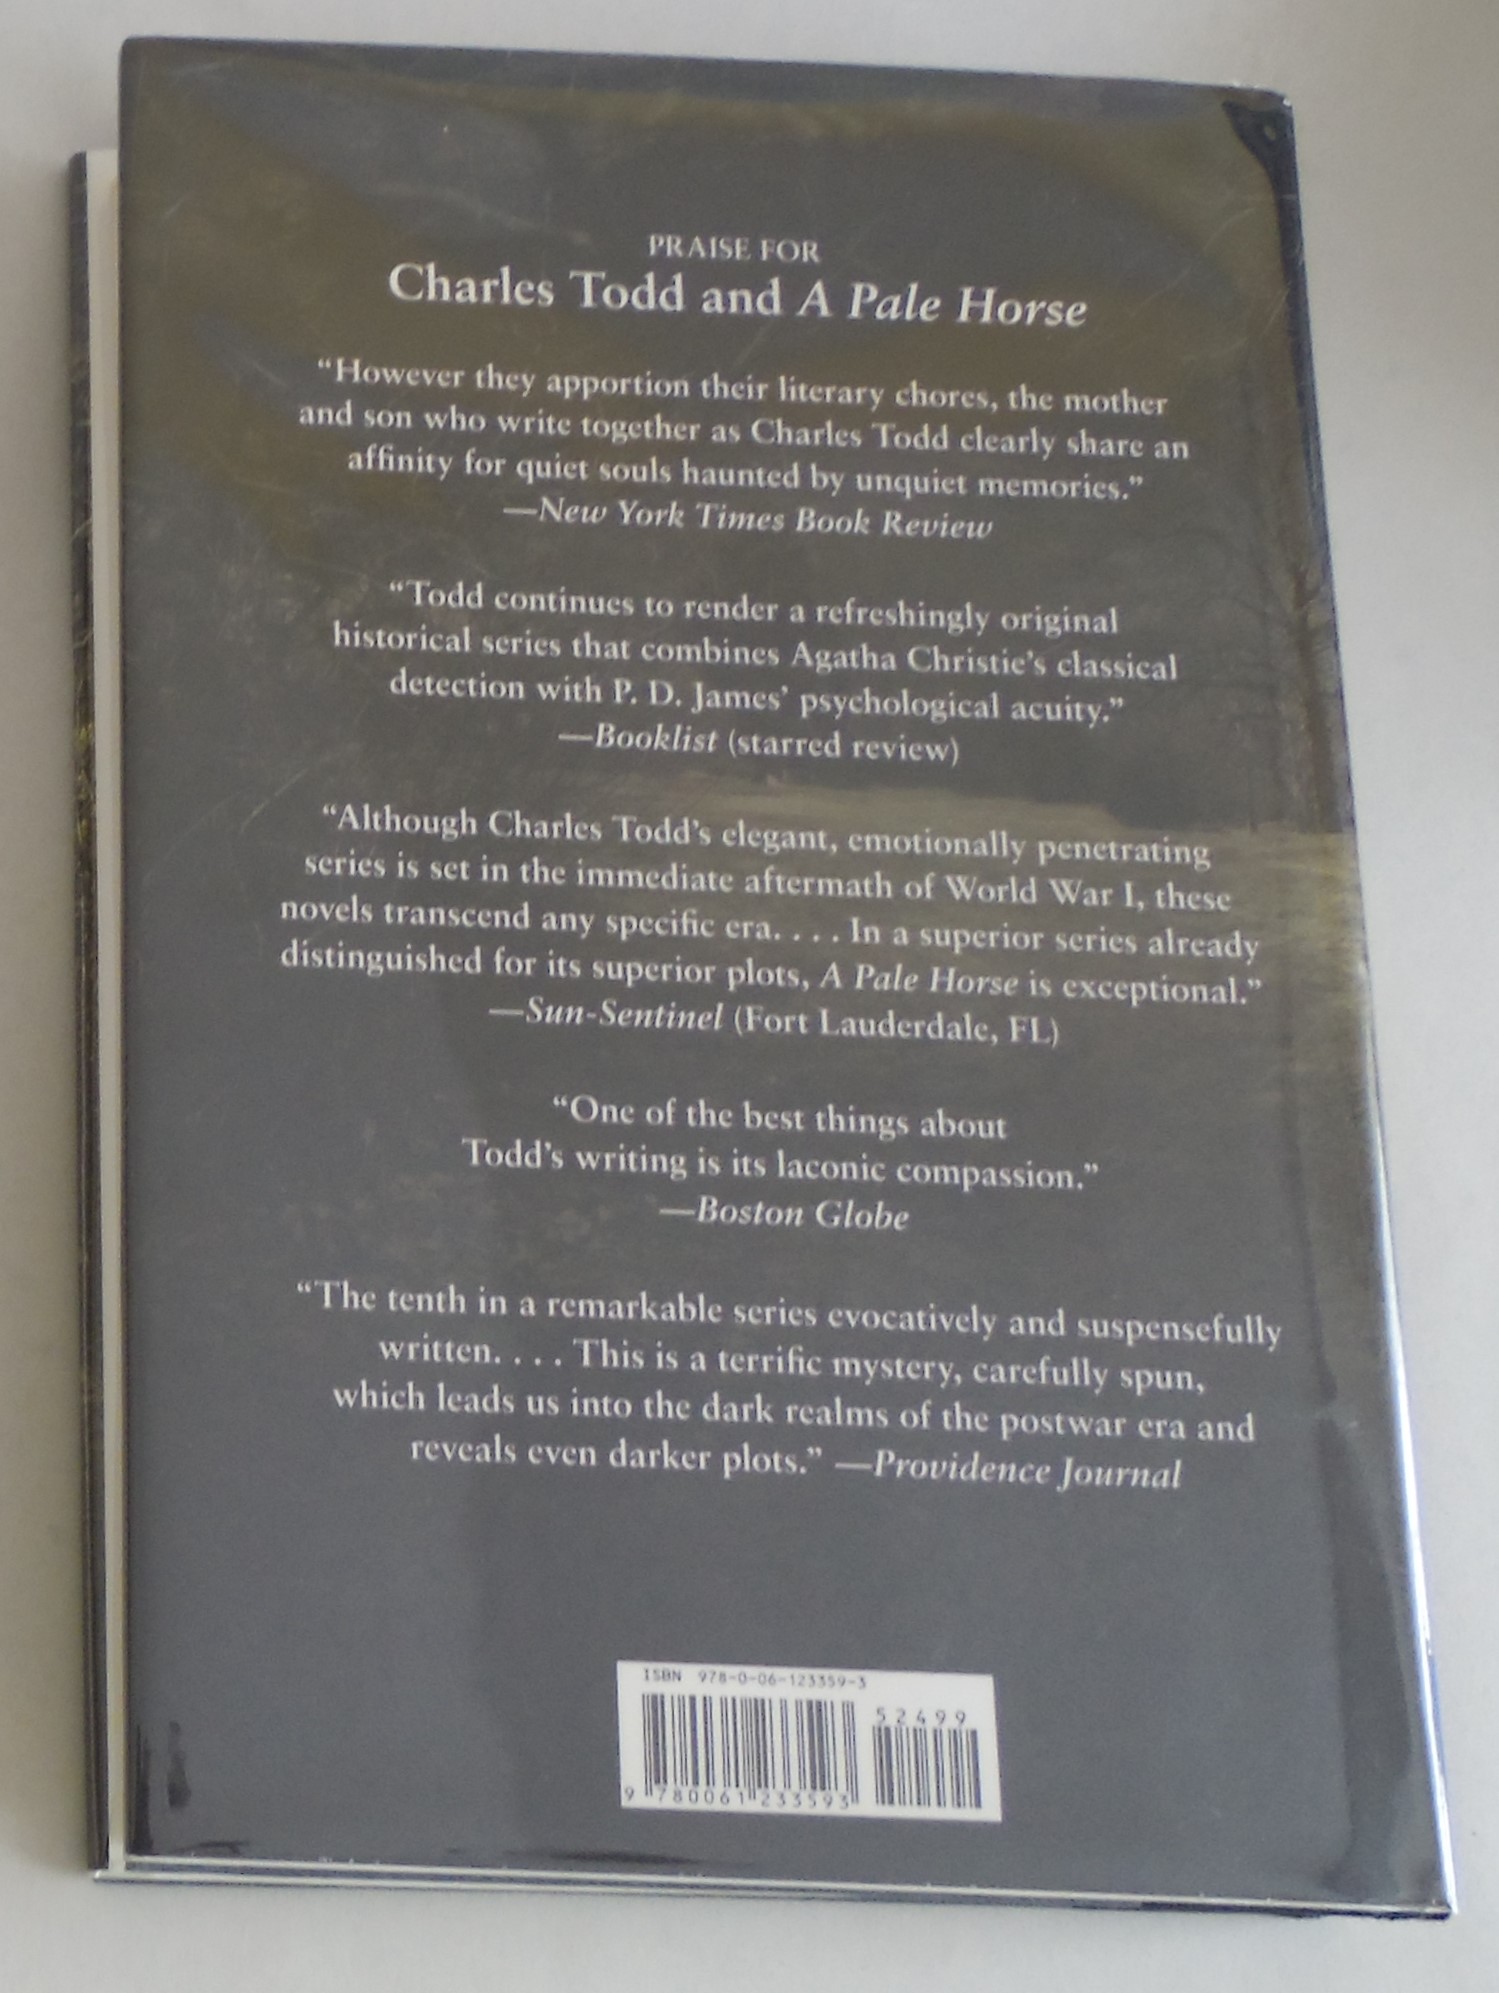 PRAISE FOR
Charles Todd and A Pale Horse
“However they apportion their literary chores, the mother
and son who write together as Charles Todd clearly share an
affinity for quiet souls haunted by unquiet memories.”
—New York Times Book Review
“Todd continues to render a refreshingly original
historical series that combines Agatha Christie’s classical
detection with P. D. James’ psychological acuity.”
—Booklist (starred review)
“Although Charles Todd’s elegant, emotionally penetrating
series is set in the immediate aftermath of World War I, these
novels transcend any specific era. . . . In a superior series already
distinguished for its superior plots, A Pale Horse is exceptional.”
—Sun-Sentinel (Fort Lauderdale, FL)
“One of the best things about
Todd’s writing is its laconic compassion.”
—Boston Globe
“The tenth in a remarkable series evocatively and suspensefully
written. . . . This is a terrific mystery, carefully spun,
which leads us into the dark realms of the postwar era and
reveals even darker plots.” —Providence Journal
ISBN 978-0-06-123359-3
52499
9 780061 233593